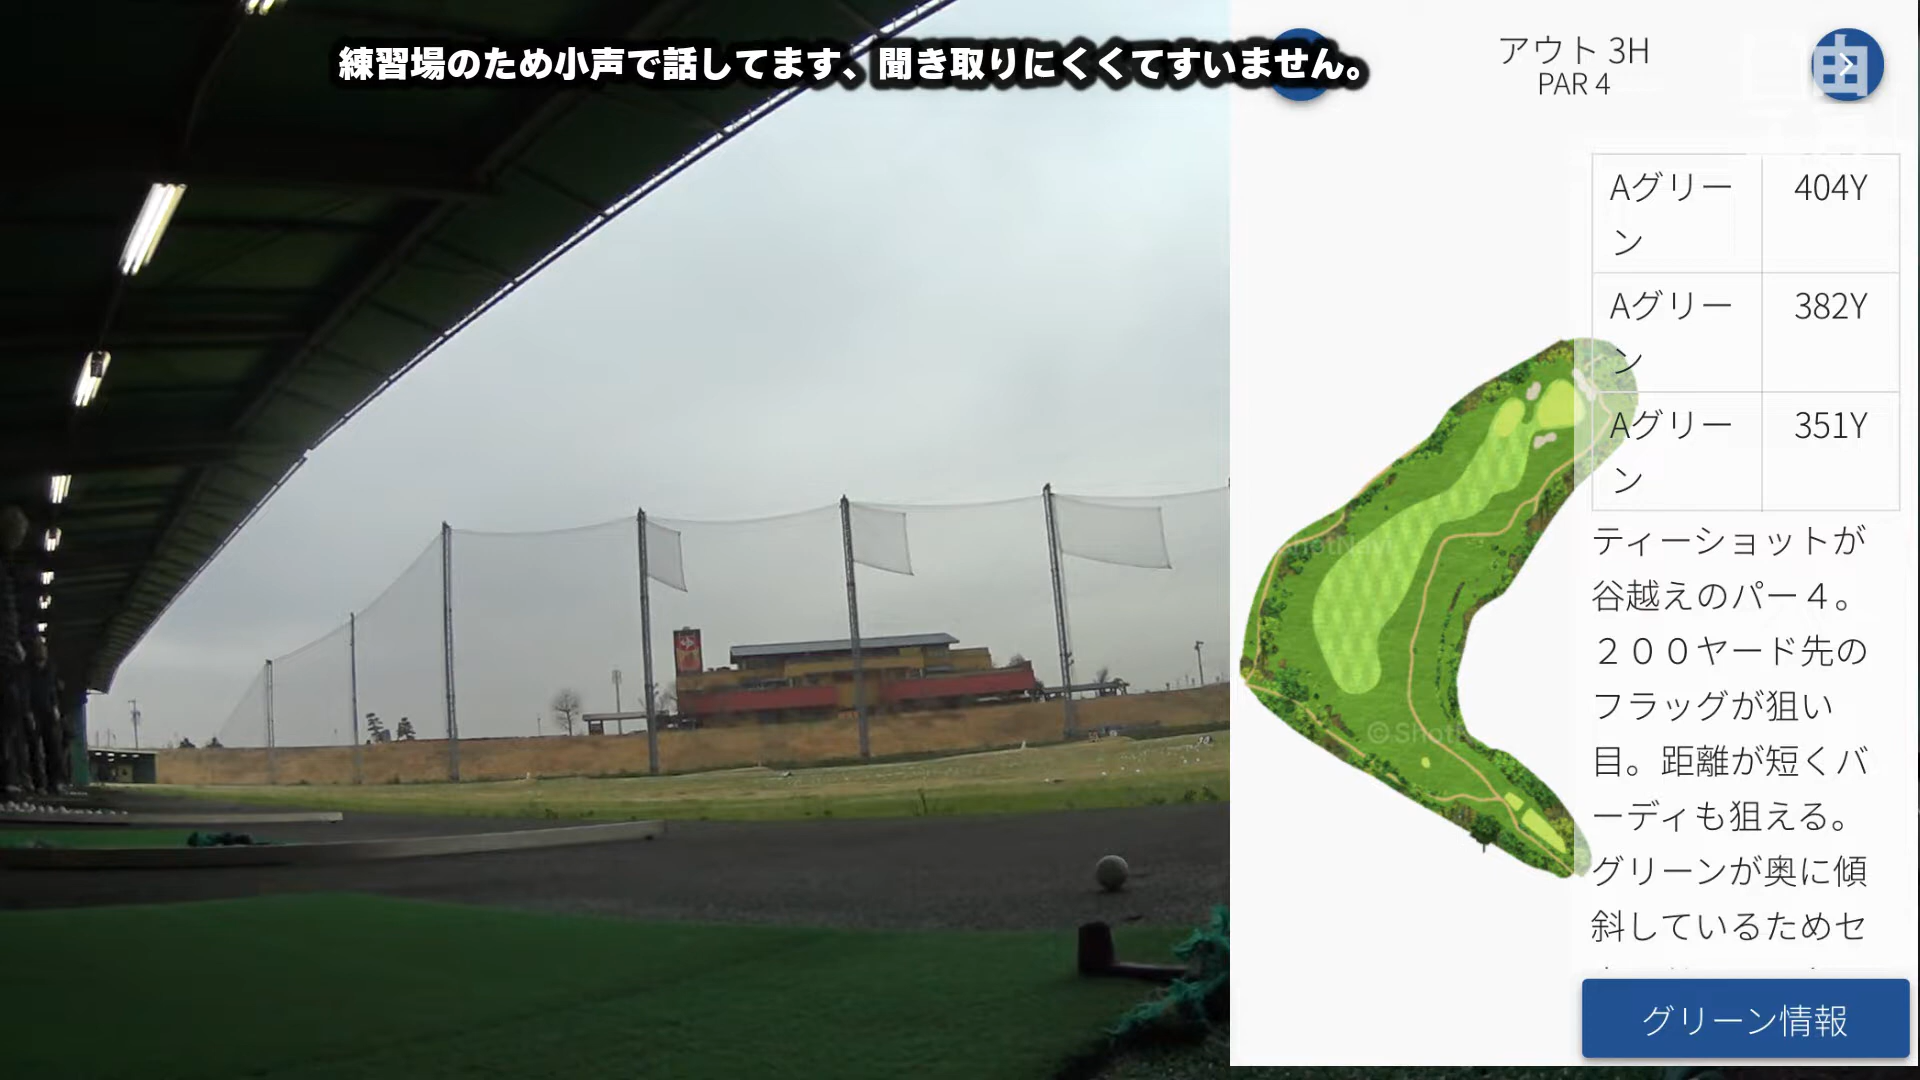 練習場のため小声で話してます、聞き取りにくくてすいません。
アウト 3H
PAR 4
Aグリーン 404Y
Aグリーン 382Y
Aグリーン 351Y
ティーショットが
谷越えのパー４。
２００ヤード先の
フラッグが狙い
目。距離が短くバ
ーディも狙える。
グリーンが奥に傾
斜しているためセ
グリーン情報